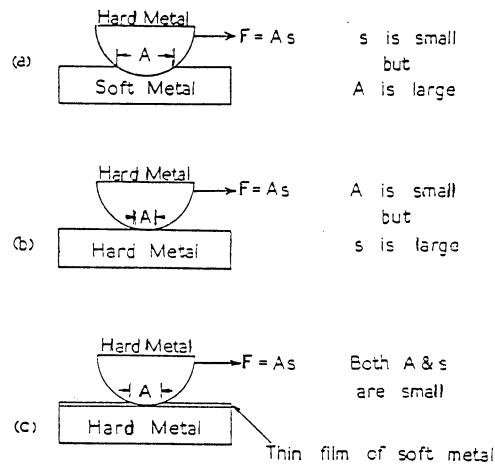 Hard Metal
F = As
s is small
(a)
A
but
Soft Metal
A is large
Hard Metal
F = As
A is small
A
but
(b)
Hard Metal
s is large
Hard Metal
F = As
Both A & s
A
are small
(c)
Hard Metal
Thin film of soft metal